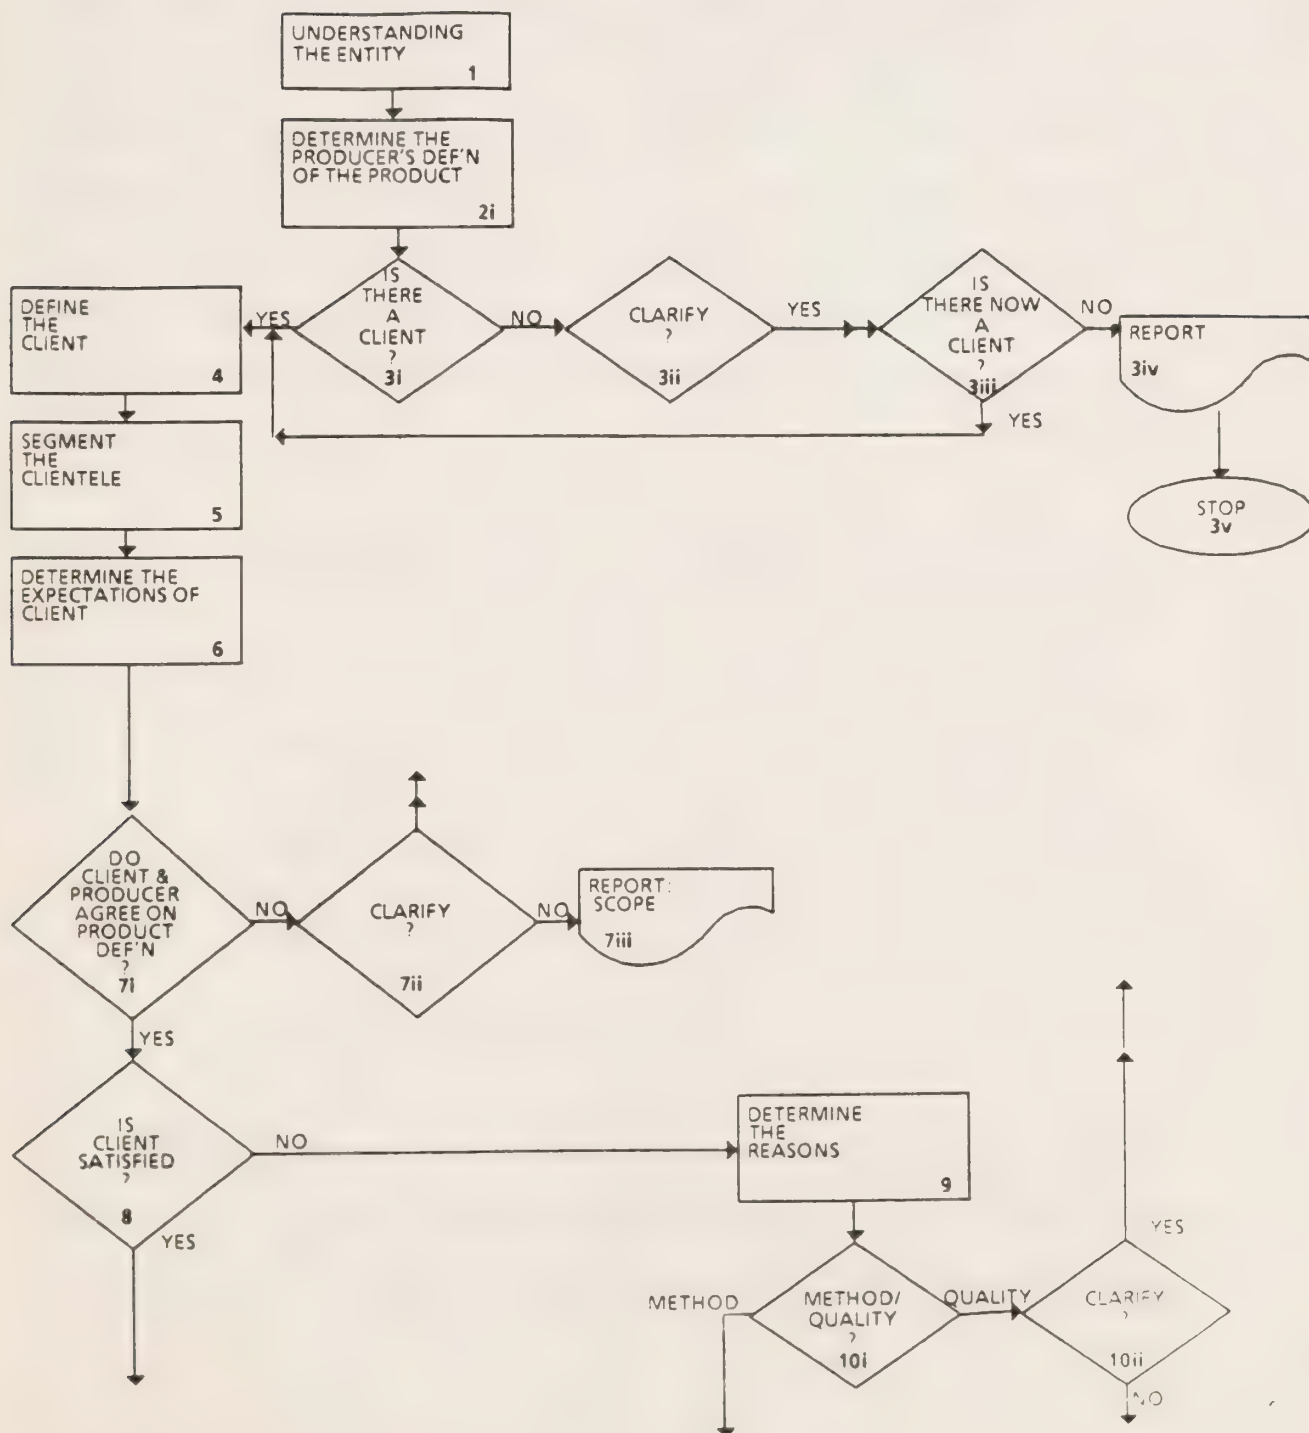 UNDERSTANDING
THE ENTITY
1
DETERMINE THE
PRODUCER'S DEF'N
OF THE PRODUCT
2i
IS
THERE
A
CLIENT
?
3i
YES
NO
CLARIFY
?
3ii
YES
IS
THERE NOW
A
CLIENT
?
3iii
NO
YES
REPORT
3iv
STOP
3v
DEFINE
THE
CLIENT
4
SEGMENT
THE
CLIENTELE
5
DETERMINE THE
EXPECTATIONS OF
CLIENT
6
DO
CLIENT &
PRODUCER
AGREE ON
PRODUCT
DEF'N
?
7i
NO
CLARIFY
?
7ii
NO
REPORT:
SCOPE
7iii
YES
IS
CLIENT
SATISFIED
?
8
NO
YES
DETERMINE
THE
REASONS
9
METHOD
METHOD/
QUALITY
?
10i
QUALITY
CLARIFY
?
10ii
YES
NO